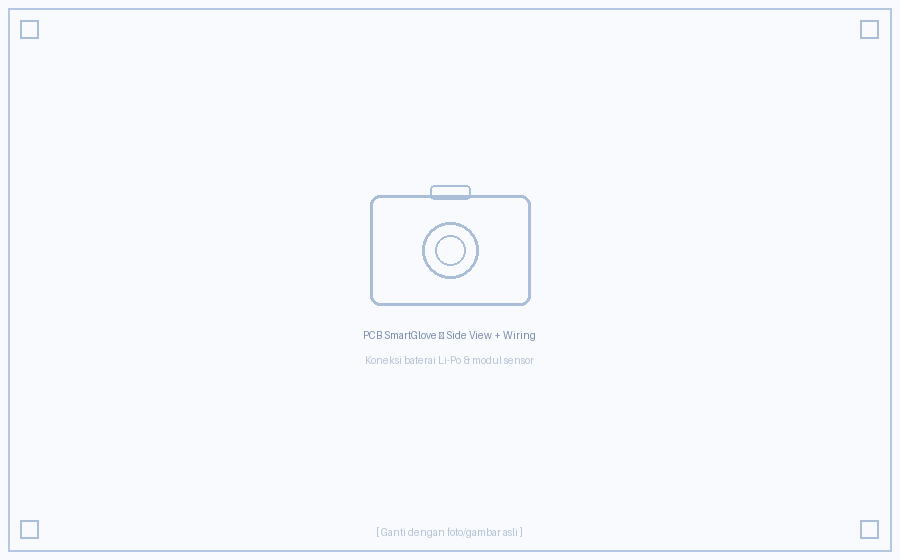 PCB SmartGlove ▯ Side View + Wiring
Koneksi baterai Li-Po & modul sensor
[ Ganti dengan foto/gambar asli ]